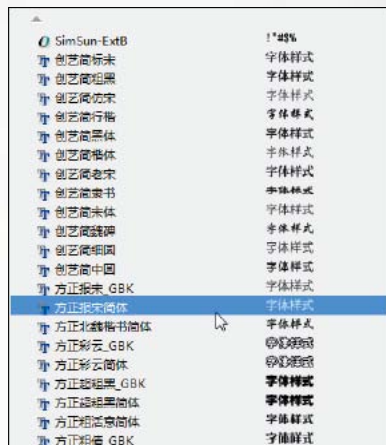 SimSun-ExtB !"#$%
创艺简标宋 字体样式
创艺简粗黑 字体样式
创艺简仿宋 字体样式
创艺简行楷 字体样式
创艺简黑体 字体样式
创艺简楷体 字体样式
创艺简老宋 字体样式
创艺简隶书 字体样式
创艺简宋体 字体样式
创艺简魏碑 字体样式
创艺简细圆 字体样式
创艺简中圆 字体样式
方正报宋_GBK 字体样式
方正报宋简体 字体样式
方正北魏楷书简体 字体样式
方正彩云_GBK 字体样式
方正彩云简体 字体样式
方正超粗黑_GBK 字体样式
方正超粗黑简体 字体样式
方正粗活意简体 字体样式
方正粗倩_GBK 字体样式